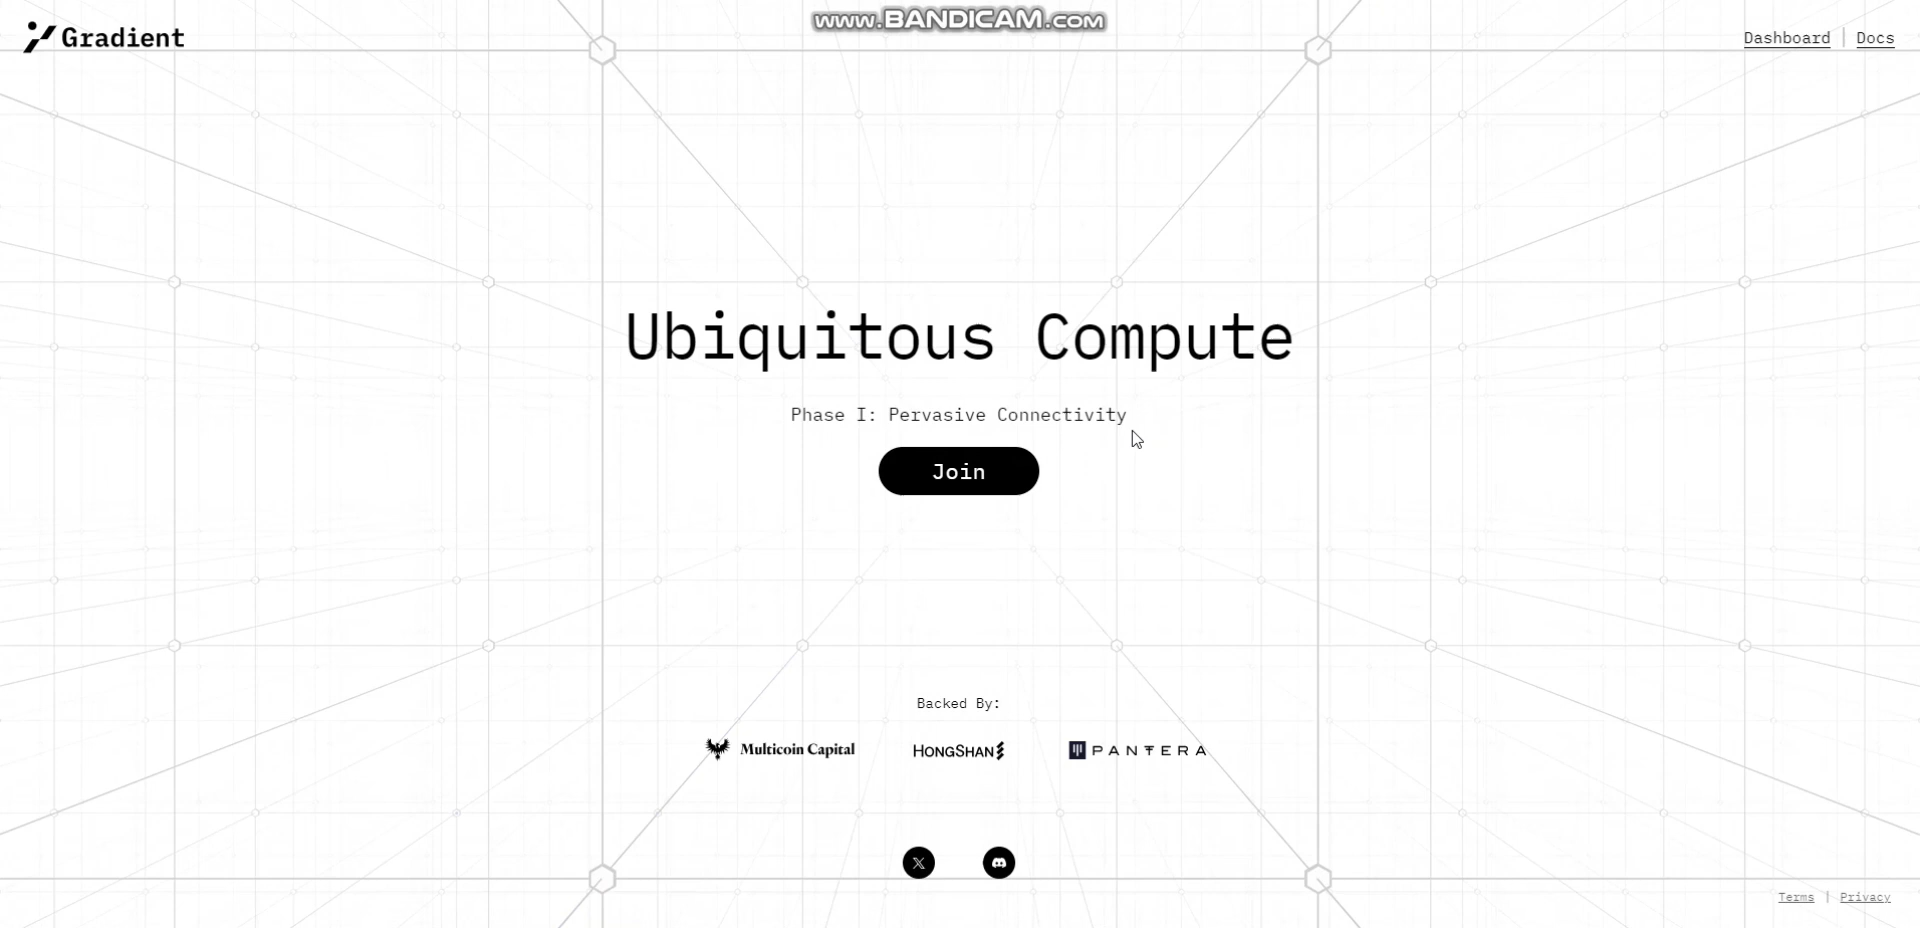 www.BANDICAM.com
Gradient
Dashboard | Docs
Ubiquitous Compute
Phase I: Pervasive Connectivity
Join
Backed By:
Multicoin Capital
HONGSHAN
PANTERA
Terms | Privacy